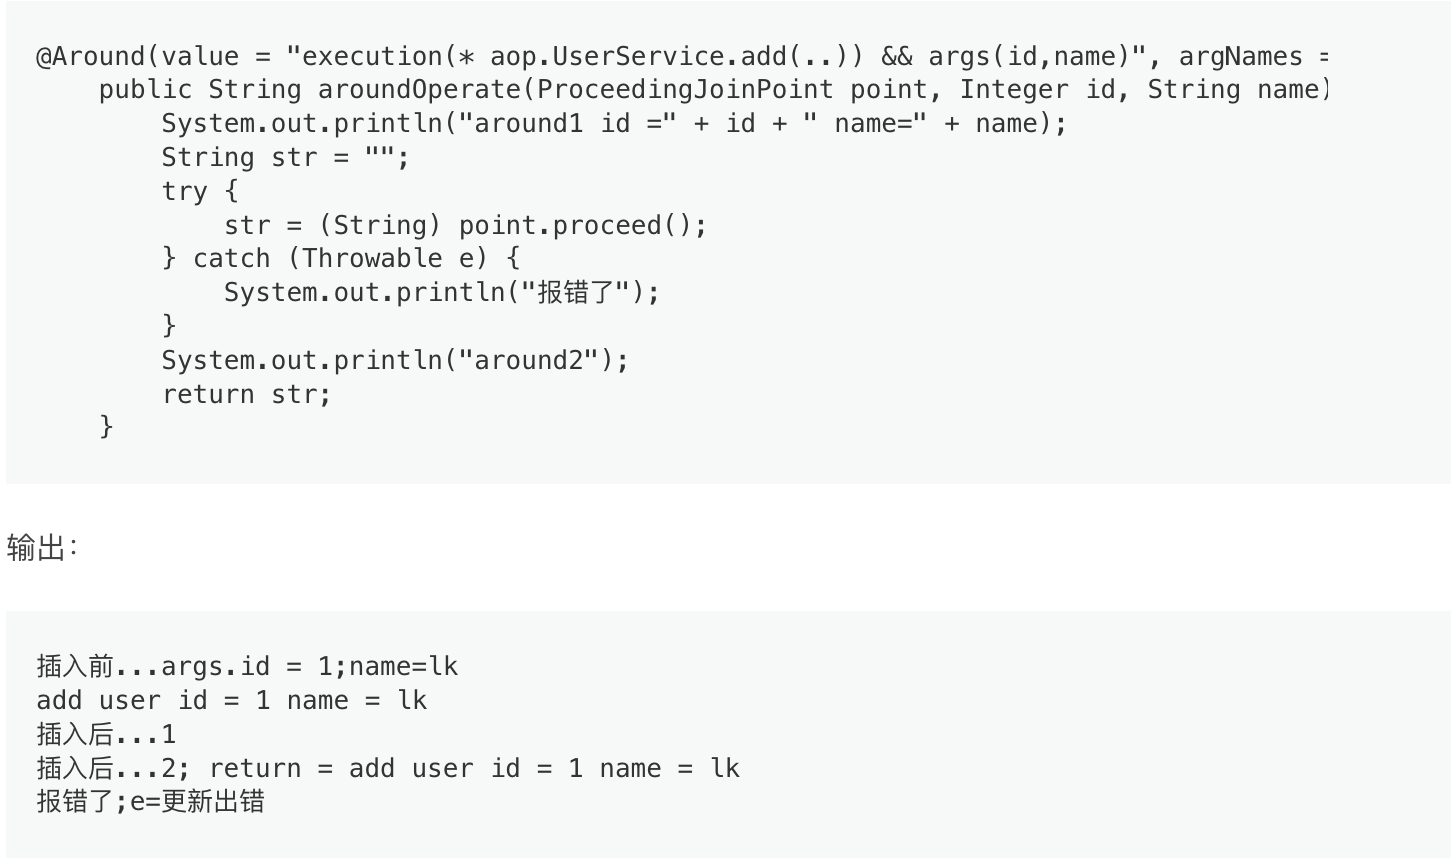 @Around(value = "execution(* aop.UserService.add(..)) && args(id,name)", argNames =
    public String aroundOperate(ProceedingJoinPoint point, Integer id, String name)
        System.out.println("around1 id =" + id + " name=" + name);
        String str = "";
        try {
            str = (String) point.proceed();
        } catch (Throwable e) {
            System.out.println("报错了");
        }
        System.out.println("around2");
        return str;
    }
输出：
插入前...args.id = 1;name=lk
add user id = 1 name = lk
插入后...1
插入后...2; return = add user id = 1 name = lk
报错了;e=更新出错